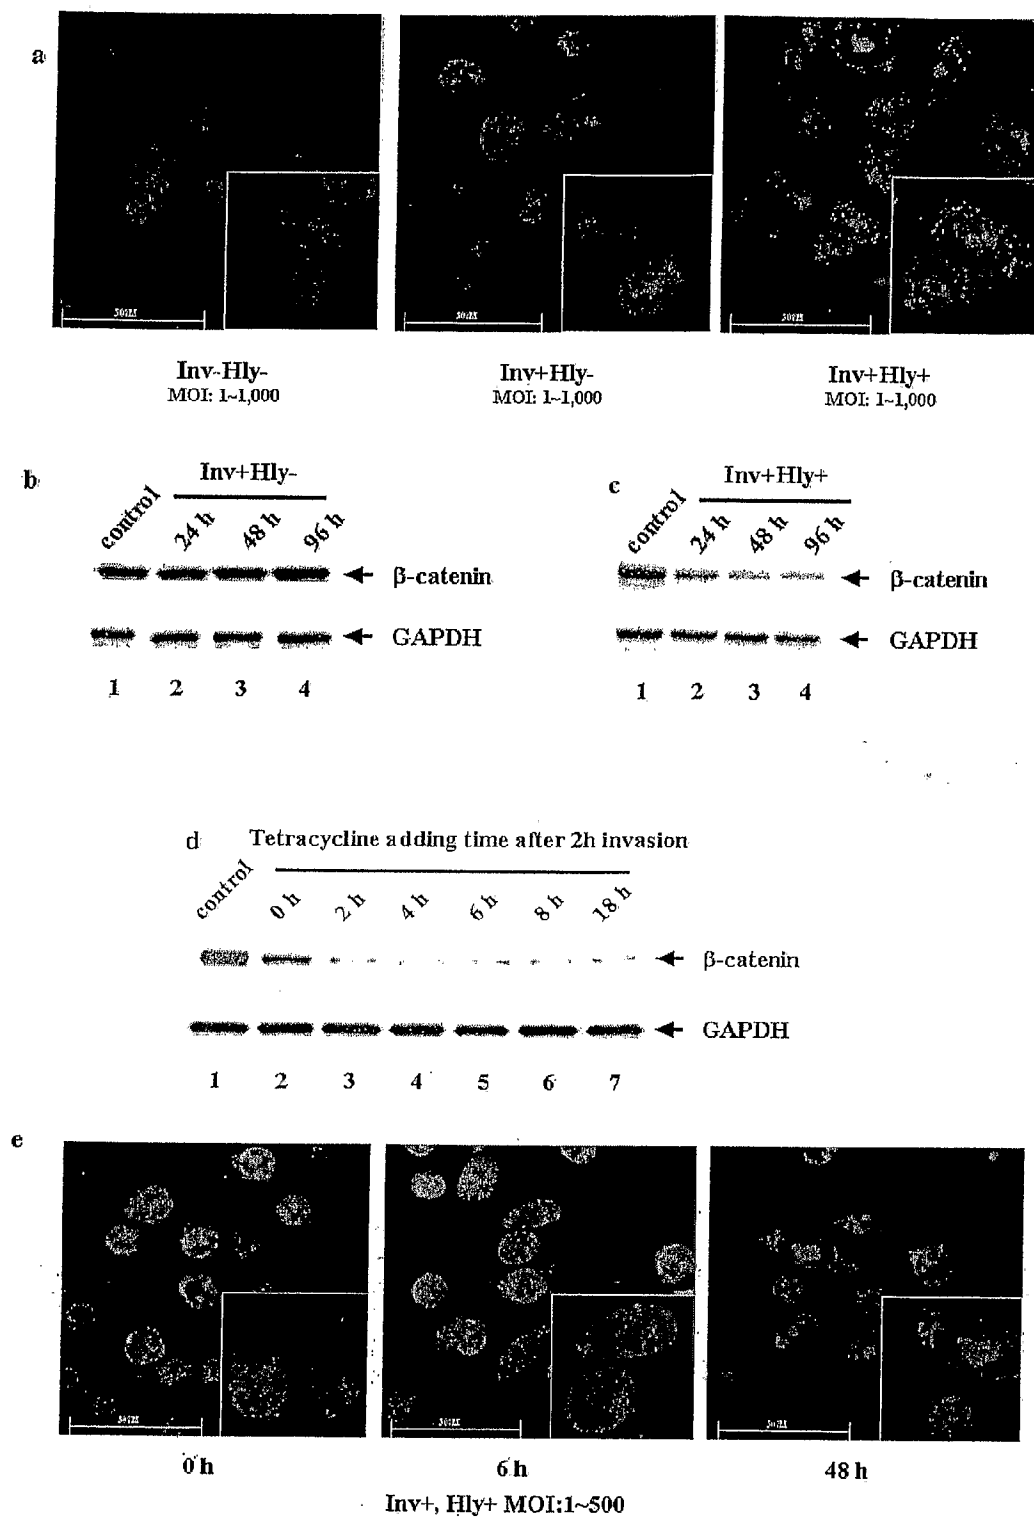 a
Inv-Hly-
MOI: 1~1,000
Inv+Hly-
MOI: 1~1,000
Inv+Hly+
MOI: 1~1,000
b
Inv+Hly-
control 24 h 48 h 96 h
β-catenin
GAPDH
1 2 3 4
c
Inv+Hly+
control 24 h 48 h 96 h
β-catenin
GAPDH
1 2 3 4
d
Tetracycline adding time after 2h invasion
control 0 h 2 h 4 h 6 h 8 h 18 h
β-catenin
GAPDH
1 2 3 4 5 6 7
e
0 h
6 h
48 h
Inv+, Hly+ MOI:1~500